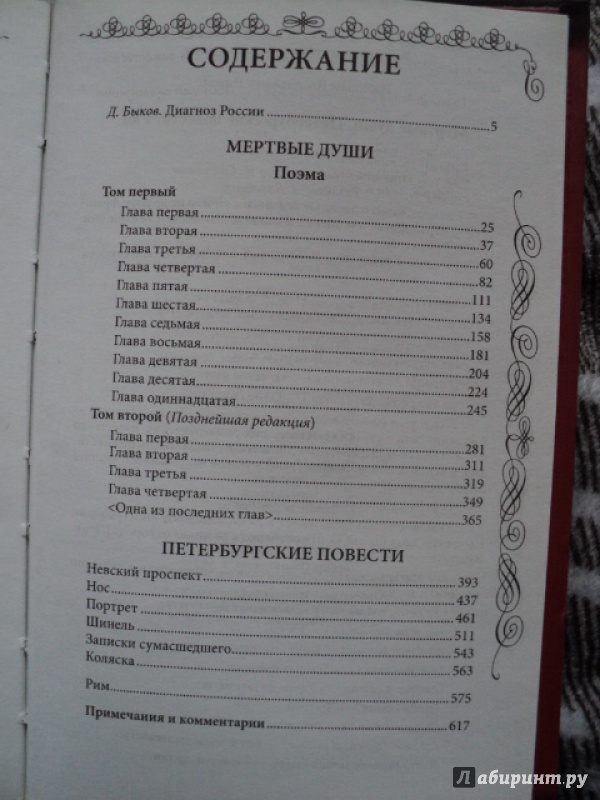 СОДЕРЖАНИЕ
Д. Быков. Диагноз России 5
МЕРТВЫЕ ДУШИ
Поэма
Том первый
Глава первая 25
Глава вторая 37
Глава третья 60
Глава четвертая 82
Глава пятая 111
Глава шестая 134
Глава седьмая 158
Глава восьмая 181
Глава девятая 204
Глава десятая 224
Глава одиннадцатая 245
Том второй (Позднейшая редакция)
Глава первая 281
Глава вторая 311
Глава третья 319
Глава четвертая 349
<Одна из последних глав> 365
ПЕТЕРБУРГСКИЕ ПОВЕСТИ
Невский проспект 393
Нос 437
Портрет 461
Шинель 511
Записки сумасшедшего 543
Коляска 563
Рим 575
Примечания и комментарии 617
Лабиринт.ру